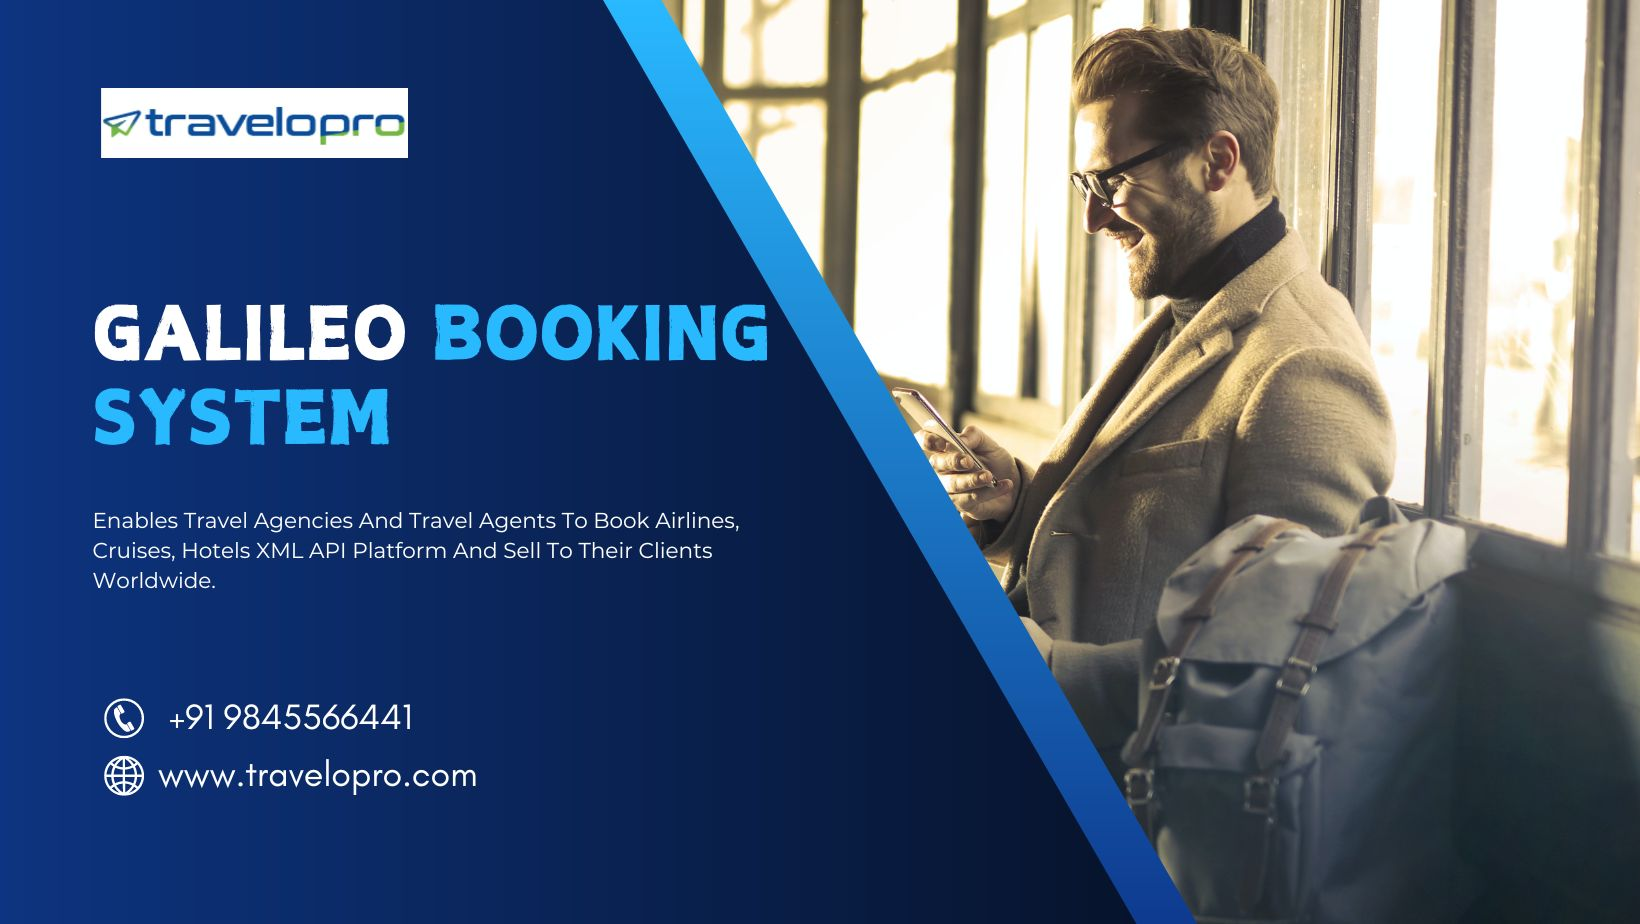 travelopro
GALILEO BOOKING
SYSTEM
Enables Travel Agencies And Travel Agents To Book Airlines,
Cruises, Hotels XML API Platform And Sell To Their Clients
Worldwide.
+91 9845566441
www.travelopro.com